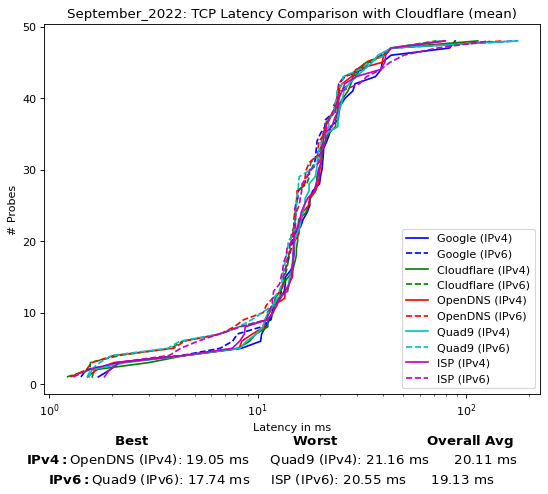 September_2022: TCP Latency Comparison with Cloudflare (mean)
50
40
30
20
10
0
# Probes
Google (IPv4)
Google (IPv6)
Cloudflare (IPv4)
Cloudflare (IPv6)
OpenDNS (IPv4)
OpenDNS (IPv6)
Quad9 (IPv4)
Quad9 (IPv6)
ISP (IPv4)
ISP (IPv6)
10⁰ 10¹ 10²
Latency in ms
Best Worst Overall Avg
IPv4: OpenDNS (IPv4): 19.05 ms Quad9 (IPv4): 21.16 ms 20.11 ms
IPv6: Quad9 (IPv6): 17.74 ms ISP (IPv6): 20.55 ms 19.13 ms